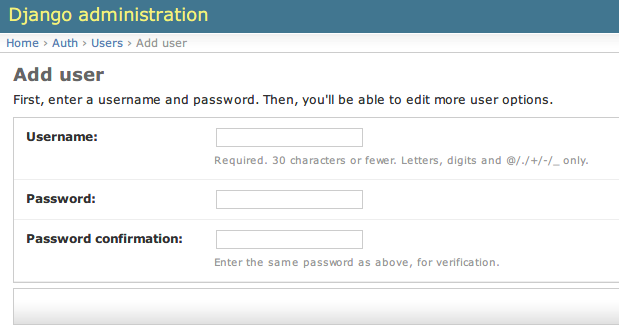 Django administration
Home › Auth › Users › Add user
Add user
First, enter a username and password. Then, you'll be able to edit more user options.
Username:
Required. 30 characters or fewer. Letters, digits and @/./+/-/_ only.
Password:
Password confirmation:
Enter the same password as above, for verification.